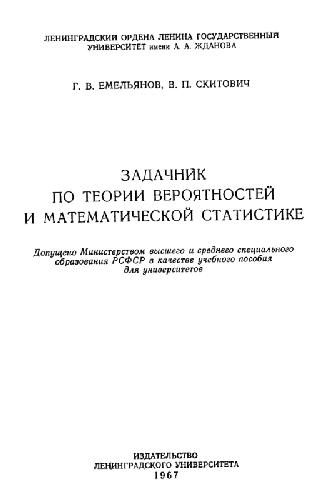 ЛЕНИНГРАДСКИЙ ОРДЕНА ЛЕНИНА ГОСУДАРСТВЕННЫЙ
УНИВЕРСИТЕТ имени А. А. ЖДАНОВА
Г. В. ЕМЕЛЬЯНОВ, В. П. СКИТОВИЧ
ЗАДАЧНИК
ПО ТЕОРИИ ВЕРОЯТНОСТЕЙ
И МАТЕМАТИЧЕСКОЙ СТАТИСТИКЕ
Допущено Министерством высшего и среднего специального
образования РСФСР в качестве учебного пособия
для университетов
ИЗДАТЕЛЬСТВО
ЛЕНИНГРАДСКОГО УНИВЕРСИТЕТА
1967